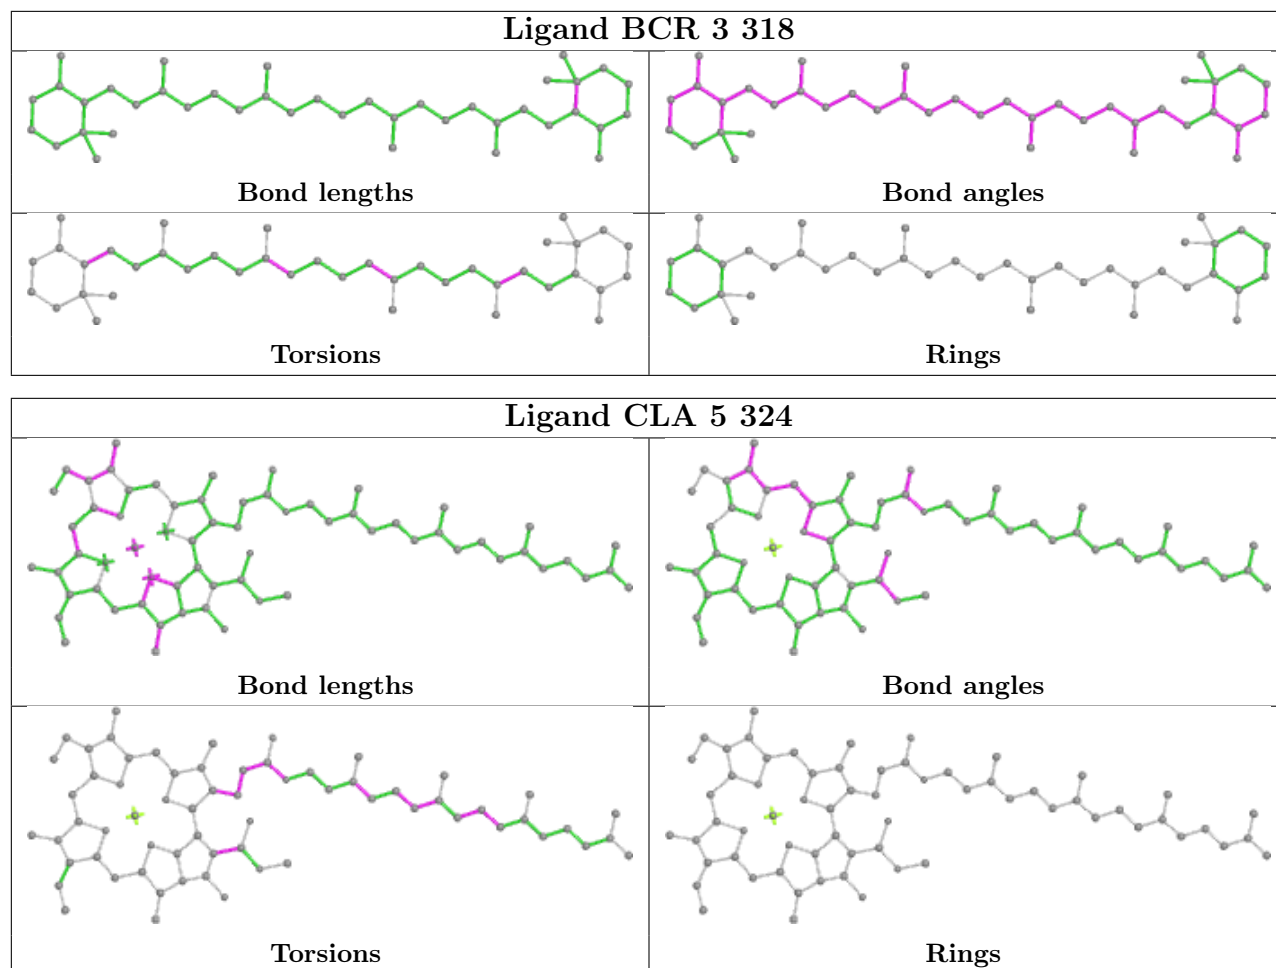 Ligand BCR 3 318
Bond lengths
Bond angles
Torsions
Rings
Ligand CLA 5 324
Bond lengths
Bond angles
Torsions
Rings